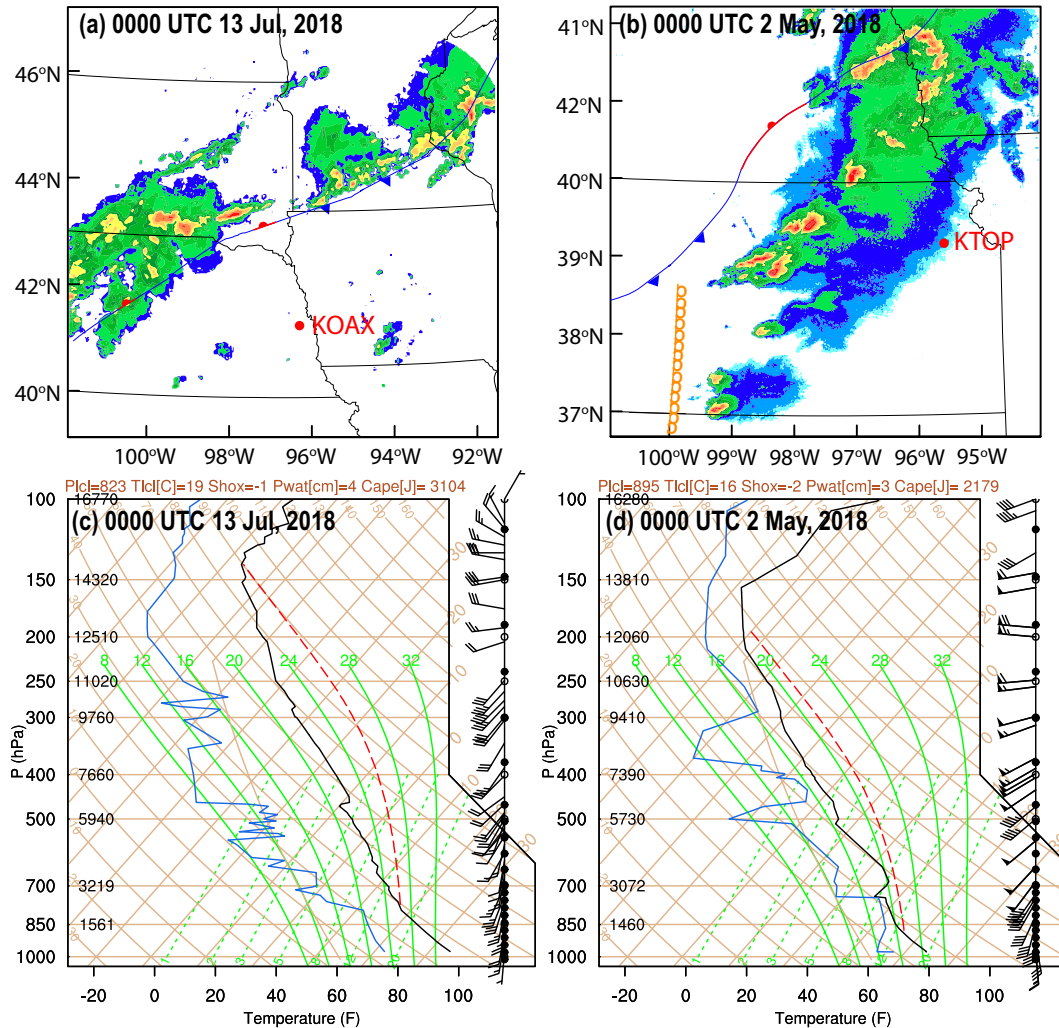 (a) 0000 UTC 13 Jul, 2018
46°N
44°N
42°N
40°N
KOAX
100°W 98°W 96°W 94°W 92°W
(b) 0000 UTC 2 May, 2018
41°N
42°N
40°N
39°N
38°N
37°N
KTOP
99°W 98°W 97°W 96°W 95°W
Plcl=823 Tlcl[C]=19 Shox=-1 Pwat[cm]=4 Cape[J]= 3104
(c) 0000 UTC 13 Jul, 2018
P (hPa)
100 16770
150 14320
200 12510
250 11020
300 9760
400 7660
500 5940
700 3219
850 1561
1000
8 12 16 20 24 28 32
-20 0 20 40 60 80 100
Temperature (F)
Plcl=895 Tlcl[C]=16 Shox=-2 Pwat[cm]=3 Cape[J]= 2179
(d) 0000 UTC 2 May, 2018
P (hPa)
100 16280
150 13810
200 12060
250 10630
300 9410
400 7390
500 5730
700 3072
850 1460
1000
8 12 16 20 24 28 32
-20 0 20 40 60 80 100
Temperature (F)